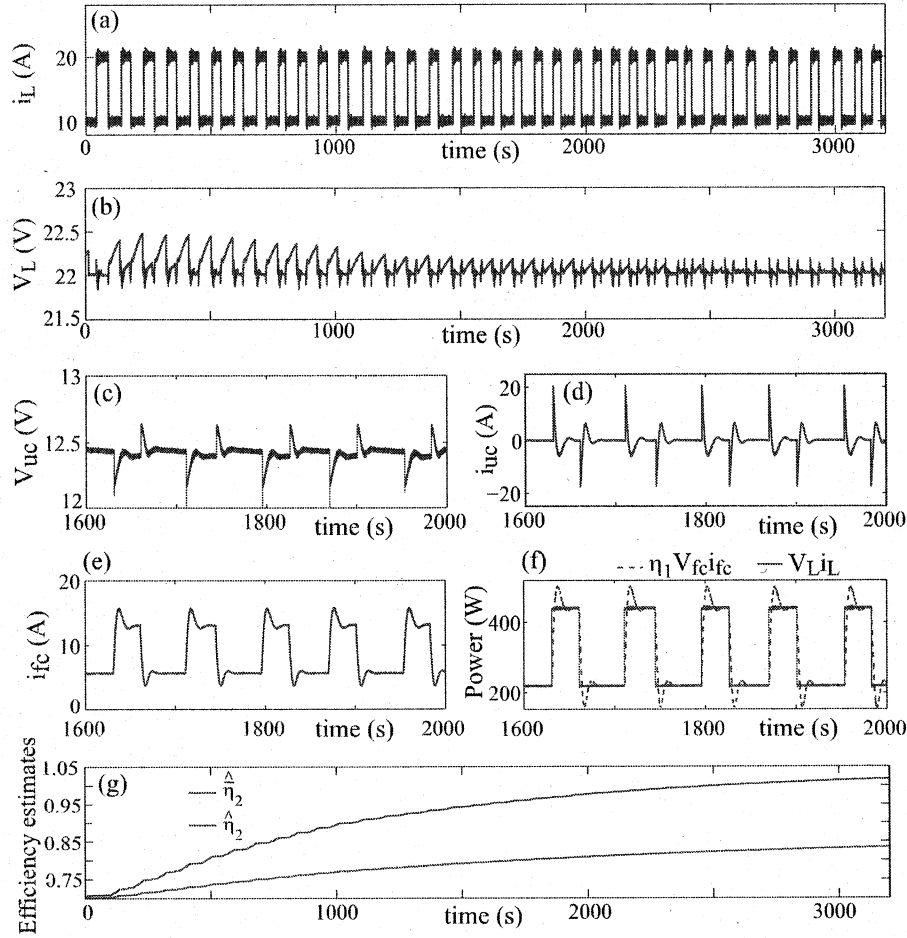 (a)
i_L (A)
20
10
0 1000 2000 3000
time (s)
(b)
V_L (V)
23
22.5
22
21.5
0 1000 2000 3000
time (s)
(c)
V_uc (V)
13
12.5
12
1600 1800 2000
time (s)
(d)
i_uc (A)
20
0
−20
1600 1800 2000
time (s)
(e)
i_fc (A)
20
10
0
1600 1800 2000
time (s)
(f)
η_1V_fci_fc V_Li_L
Power (W)
400
200
1600 1800 2000
time (s)
(g)
Efficiency estimates
1.05
0.95
0.85
0.75
η̄̂_2
η̂_2
0 1000 2000 3000
time (s)